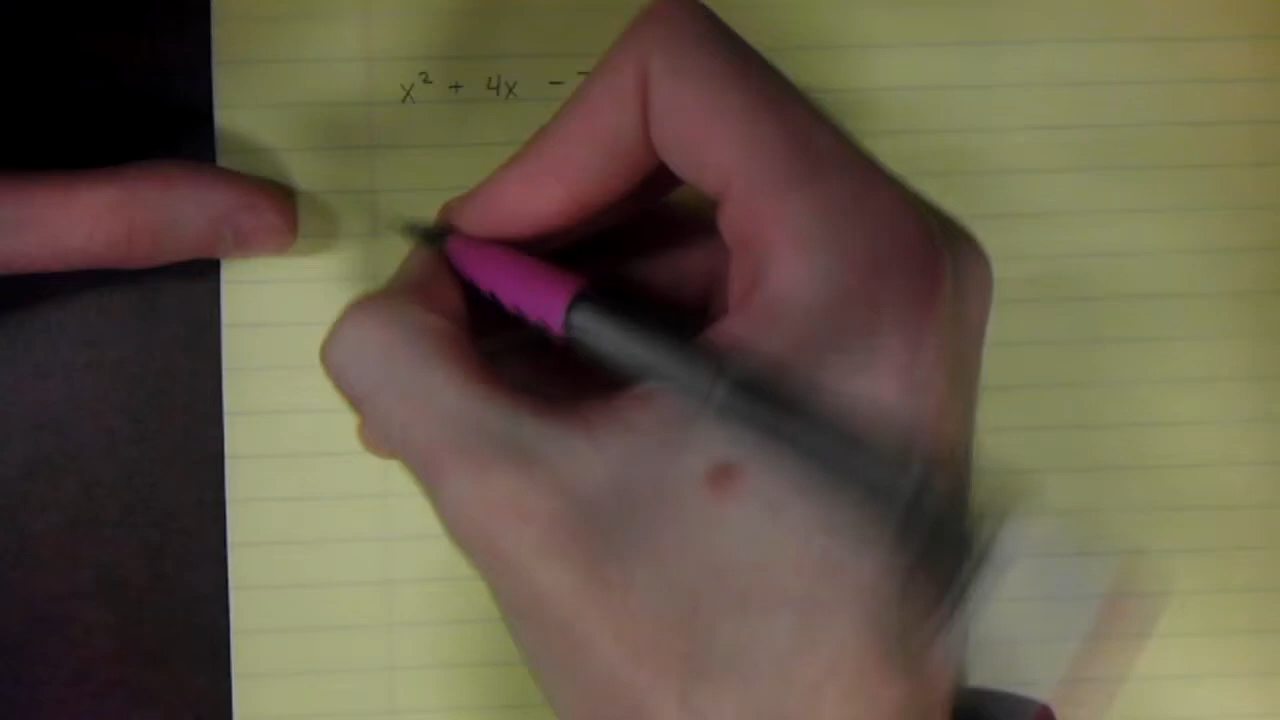 x² + 4x -